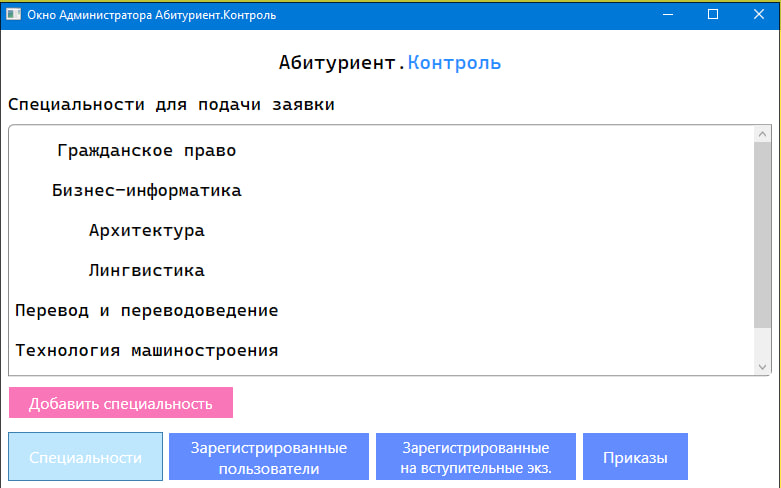 Окно Администратора Абитуриент.Контроль
Абитуриент.Контроль
Специальности для подачи заявки
Гражданское право
Бизнес-информатика
Архитектура
Лингвистика
Перевод и переводоведение
Технология машиностроения
Добавить специальность
Специальности
Зарегистрированные
пользователи
Зарегистрированные
на вступительные экз.
Приказы